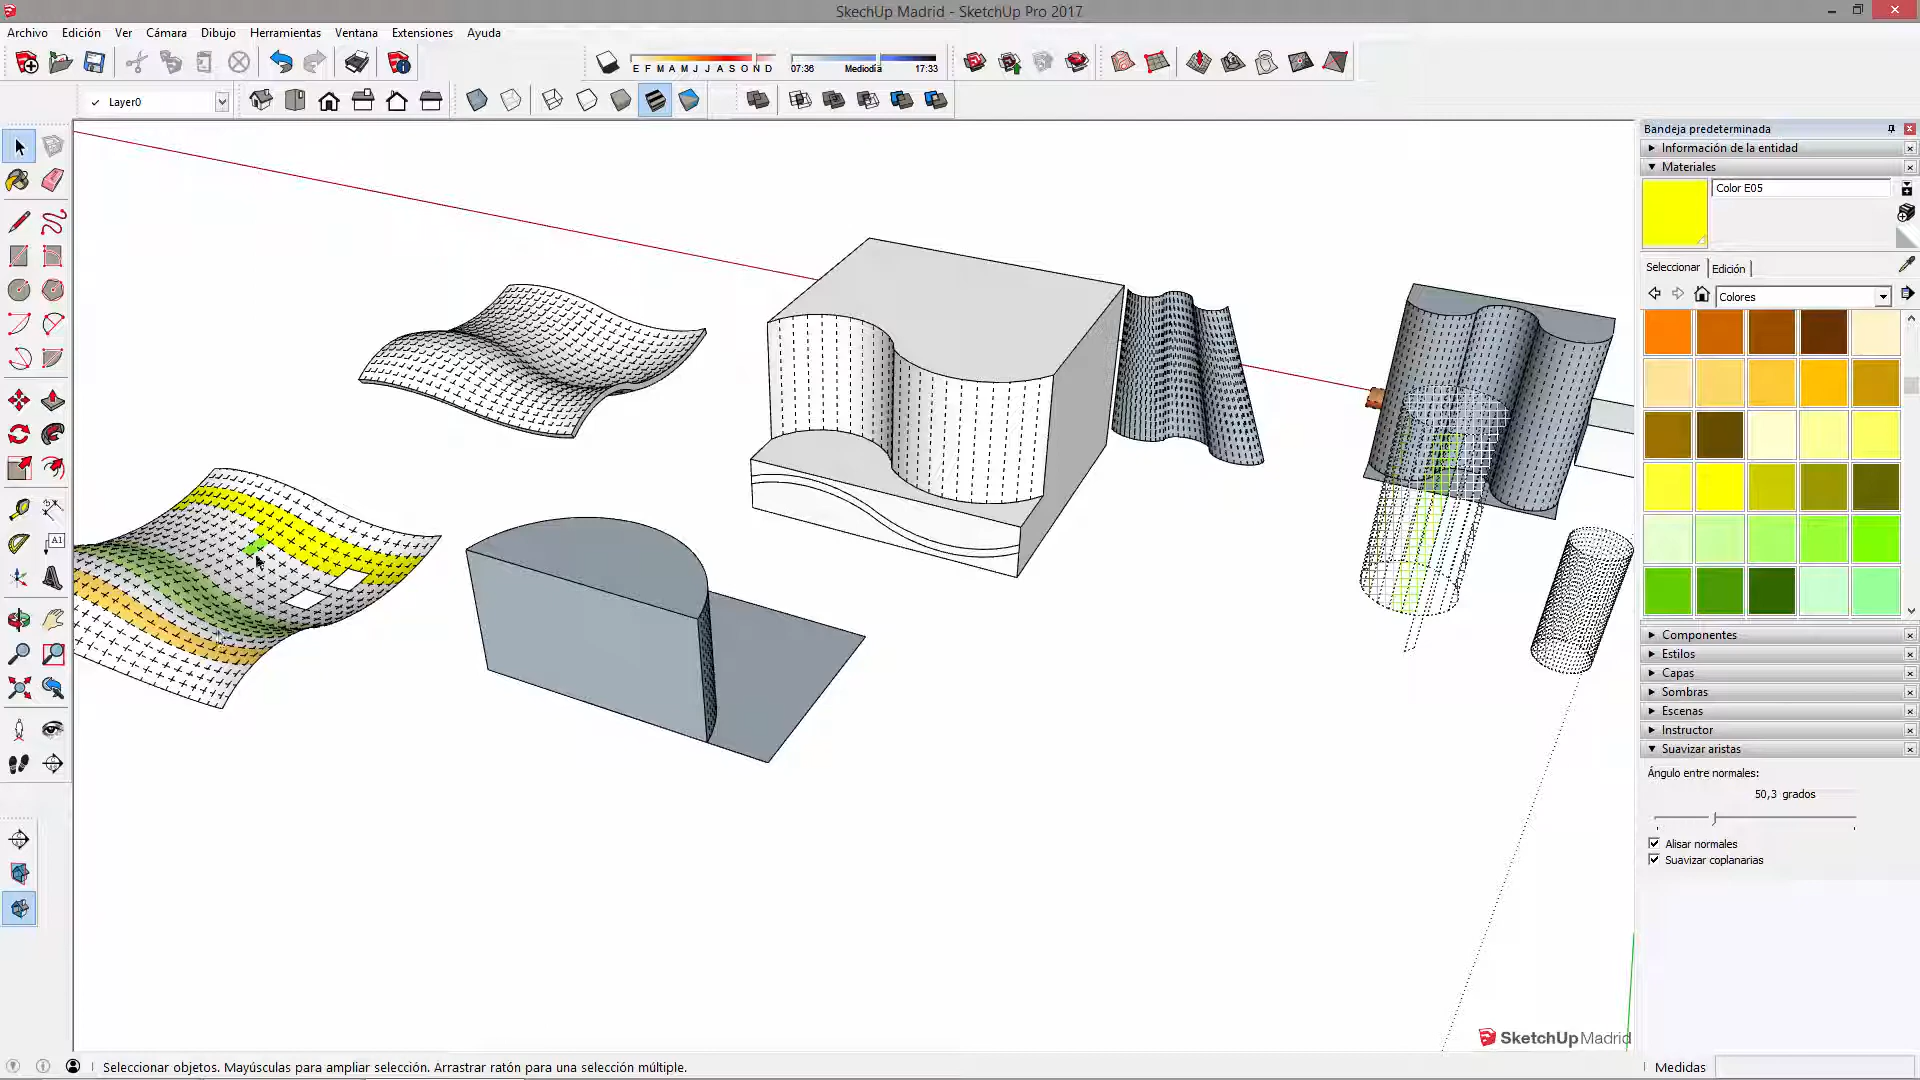 SkechUp Madrid - SketchUp Pro 2017
Archivo Edición Ver Cámara Dibujo Herramientas Ventana Extensiones Ayuda
E F M A M J J A S O N D
07:36 Mediodía 17:33
Layer0
Bandeja predeterminada
Información de la entidad
Materiales
Color E05
Seleccionar Edición
Colores
Componentes
Estilos
Capas
Sombras
Escenas
Instructor
Suavizar aristas
Ángulo entre normales:
50,3 grados
Alisar normales
Suavizar coplanarias
A1
SketchUpMadrid
Seleccionar objetos. Mayúsculas para ampliar selección. Arrastrar ratón para una selección múltiple.
Medidas